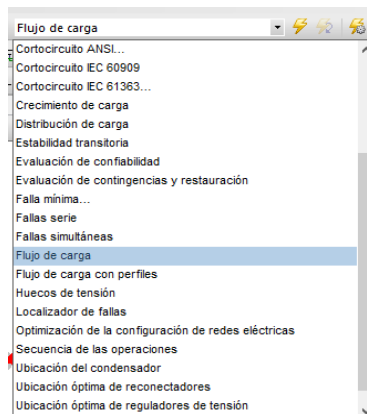 Flujo de carga
Cortocircuito ANSI...
Cortocircuito IEC 60909
Cortocircuito IEC 61363...
Crecimiento de carga
Distribución de carga
Estabilidad transitoria
Evaluación de confiabilidad
Evaluación de contingencias y restauración
Falla mínima...
Fallas serie
Fallas simultáneas
Flujo de carga
Flujo de carga con perfiles
Huecos de tensión
Localizador de fallas
Optimización de la configuración de redes eléctricas
Secuencia de las operaciones
Ubicación del condensador
Ubicación óptima de reconectadores
Ubicación óptima de reguladores de tensión